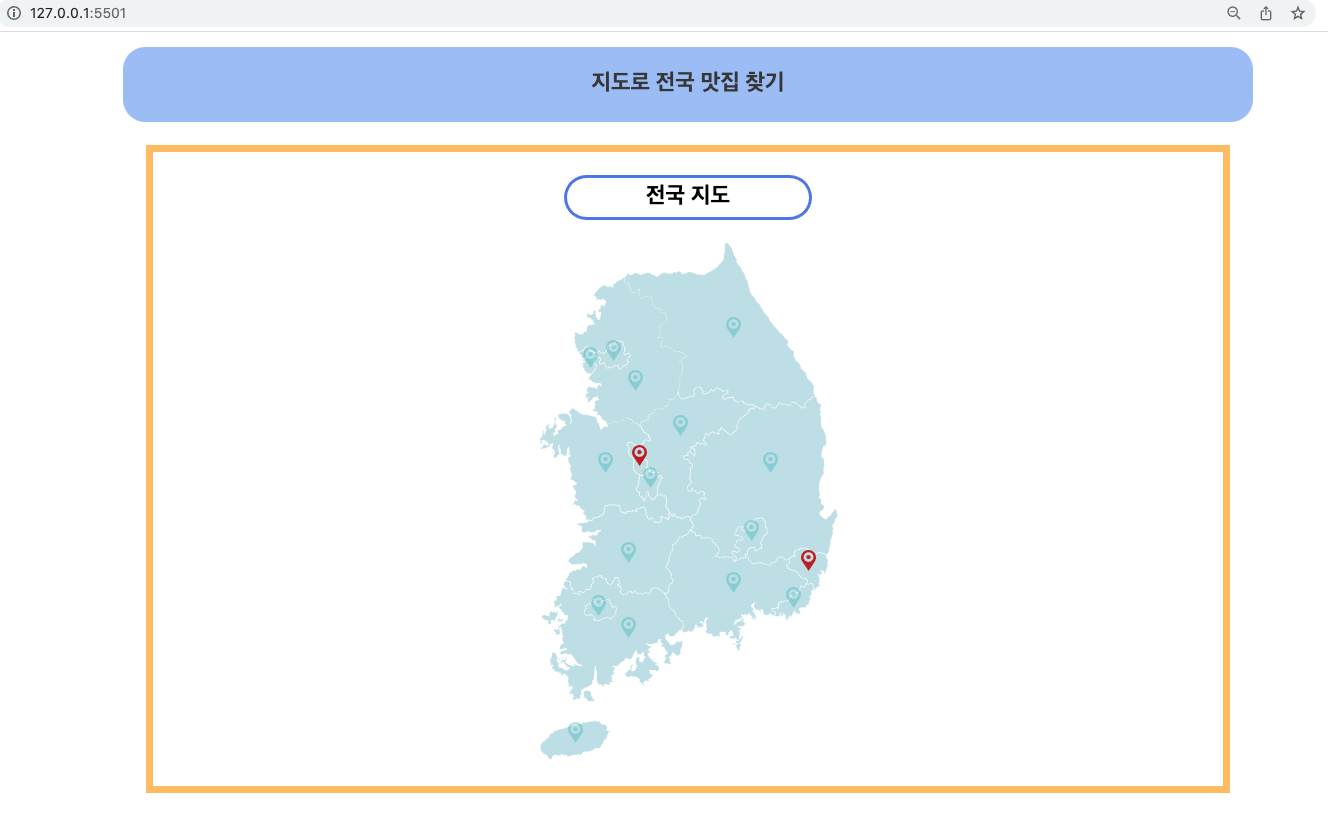 127.0.0.1:5501
지도로 전국 맛집 찾기
전국 지도